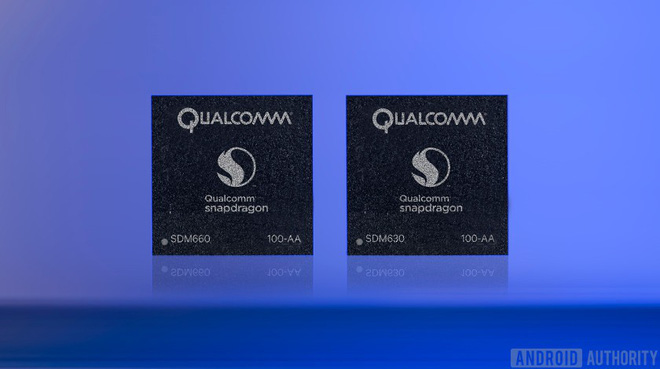 QUALCOMM
Qualcomm
snapdragon
SDM660 100-AA
QUALCOMM
Qualcomm
snapdragon
SDM630 100-AA
ANDROID AUTHORITY